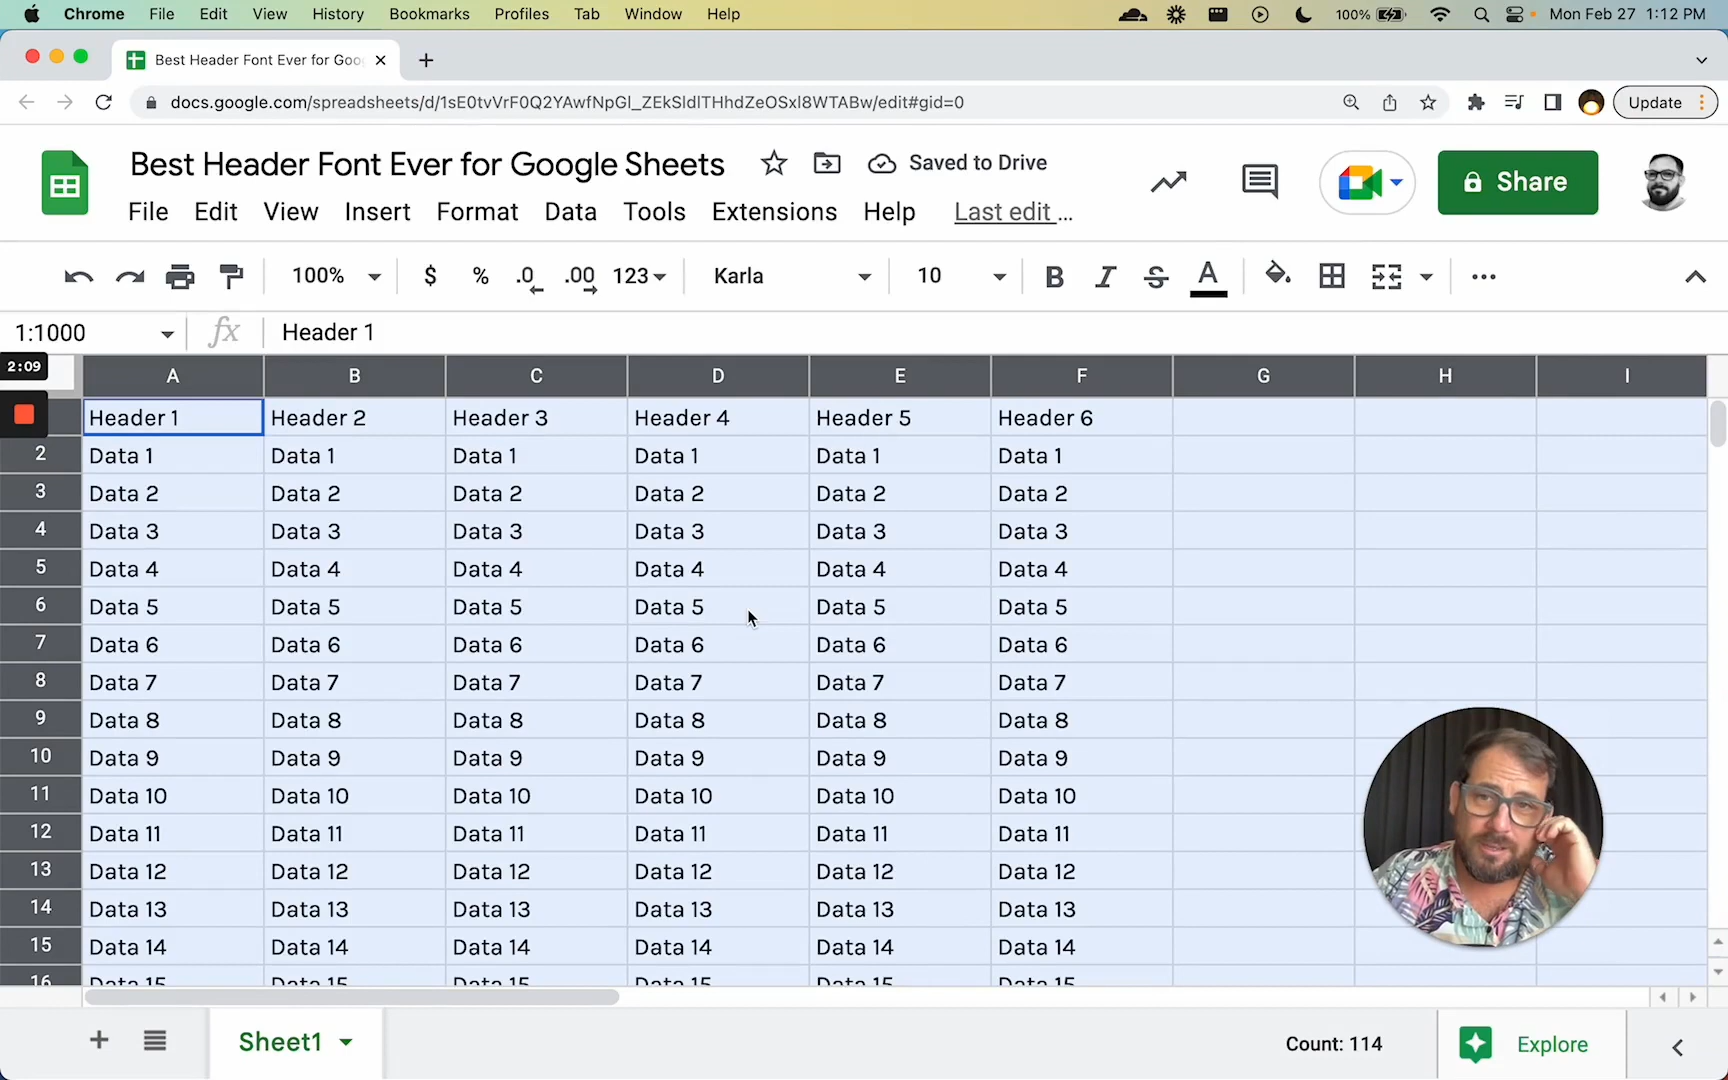 Chrome File Edit View History Bookmarks Profiles Tab Window Help 100% Mon Feb 27 1:12 PM
Best Header Font Ever for Goo
docs.google.com/spreadsheets/d/1sE0tvVrF0Q2YAwfNpGl_ZEkSldlTHhdZeOSxl8WTABw/edit#gid=0 Update
Best Header Font Ever for Google Sheets Saved to Drive
File Edit View Insert Format Data Tools Extensions Help Last edit ... Share
100% $ % .0 .00 123 Karla 10 B I S A
1:1000 fx Header 1
2:09
A B C D E F G H I
Header 1 Header 2 Header 3 Header 4 Header 5 Header 6
2 Data 1 Data 1 Data 1 Data 1 Data 1 Data 1
3 Data 2 Data 2 Data 2 Data 2 Data 2 Data 2
4 Data 3 Data 3 Data 3 Data 3 Data 3 Data 3
5 Data 4 Data 4 Data 4 Data 4 Data 4 Data 4
6 Data 5 Data 5 Data 5 Data 5 Data 5 Data 5
7 Data 6 Data 6 Data 6 Data 6 Data 6 Data 6
8 Data 7 Data 7 Data 7 Data 7 Data 7 Data 7
9 Data 8 Data 8 Data 8 Data 8 Data 8 Data 8
10 Data 9 Data 9 Data 9 Data 9 Data 9 Data 9
11 Data 10 Data 10 Data 10 Data 10 Data 10 Data 10
12 Data 11 Data 11 Data 11 Data 11 Data 11 Data 11
13 Data 12 Data 12 Data 12 Data 12 Data 12 Data 12
14 Data 13 Data 13 Data 13 Data 13 Data 13 Data 13
15 Data 14 Data 14 Data 14 Data 14 Data 14 Data 14
16 Data 15 Data 15 Data 15 Data 15 Data 15 Data 15
Sheet1 Count: 114 Explore